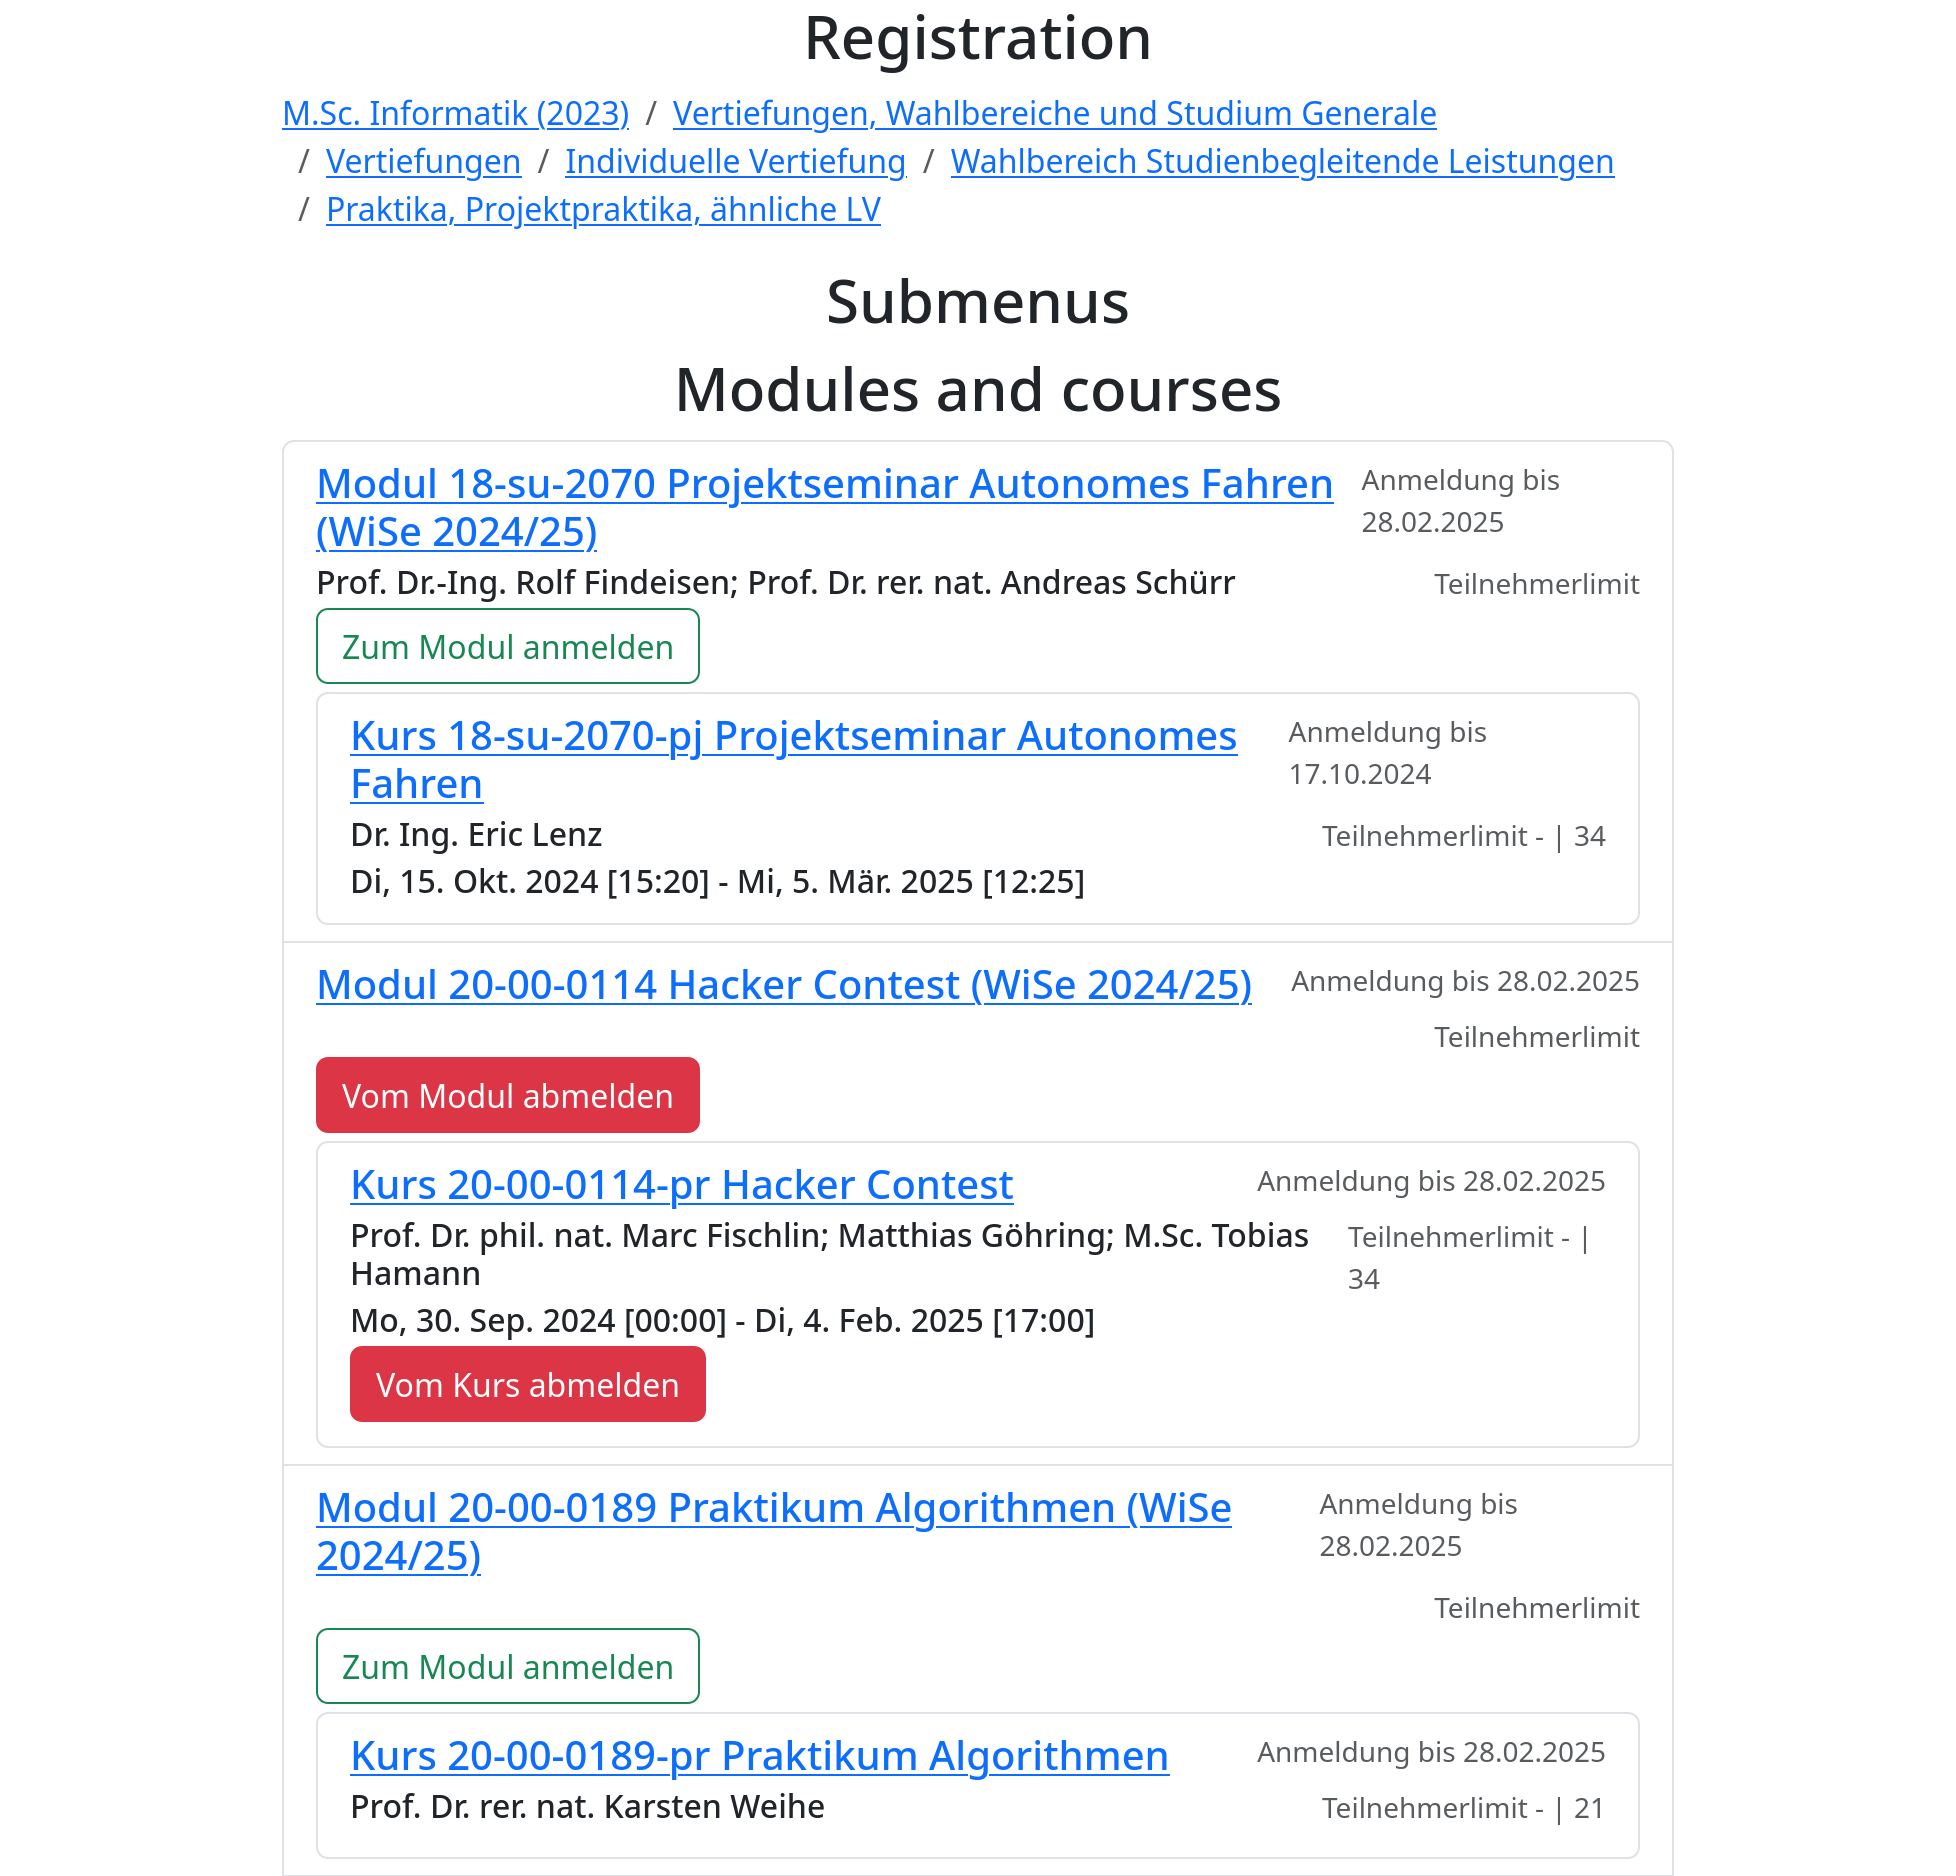 Registration
M.Sc. Informatik (2023) / Vertiefungen, Wahlbereiche und Studium Generale
/ Vertiefungen / Individuelle Vertiefung / Wahlbereich Studienbegleitende Leistungen
/ Praktika, Projektpraktika, ähnliche LV
Submenus
Modules and courses
Modul 18-su-2070 Projektseminar Autonomes Fahren
(WiSe 2024/25)
Anmeldung bis
28.02.2025
Prof. Dr.-Ing. Rolf Findeisen; Prof. Dr. rer. nat. Andreas Schürr
Teilnehmerlimit
Zum Modul anmelden
Kurs 18-su-2070-pj Projektseminar Autonomes
Fahren
Anmeldung bis
17.10.2024
Dr. Ing. Eric Lenz
Teilnehmerlimit - | 34
Di, 15. Okt. 2024 [15:20] - Mi, 5. Mär. 2025 [12:25]
Modul 20-00-0114 Hacker Contest (WiSe 2024/25)
Anmeldung bis 28.02.2025
Teilnehmerlimit
Vom Modul abmelden
Kurs 20-00-0114-pr Hacker Contest
Anmeldung bis 28.02.2025
Prof. Dr. phil. nat. Marc Fischlin; Matthias Göhring; M.Sc. Tobias
Hamann
Teilnehmerlimit - |
34
Mo, 30. Sep. 2024 [00:00] - Di, 4. Feb. 2025 [17:00]
Vom Kurs abmelden
Modul 20-00-0189 Praktikum Algorithmen (WiSe
2024/25)
Anmeldung bis
28.02.2025
Teilnehmerlimit
Zum Modul anmelden
Kurs 20-00-0189-pr Praktikum Algorithmen
Anmeldung bis 28.02.2025
Prof. Dr. rer. nat. Karsten Weihe
Teilnehmerlimit - | 21